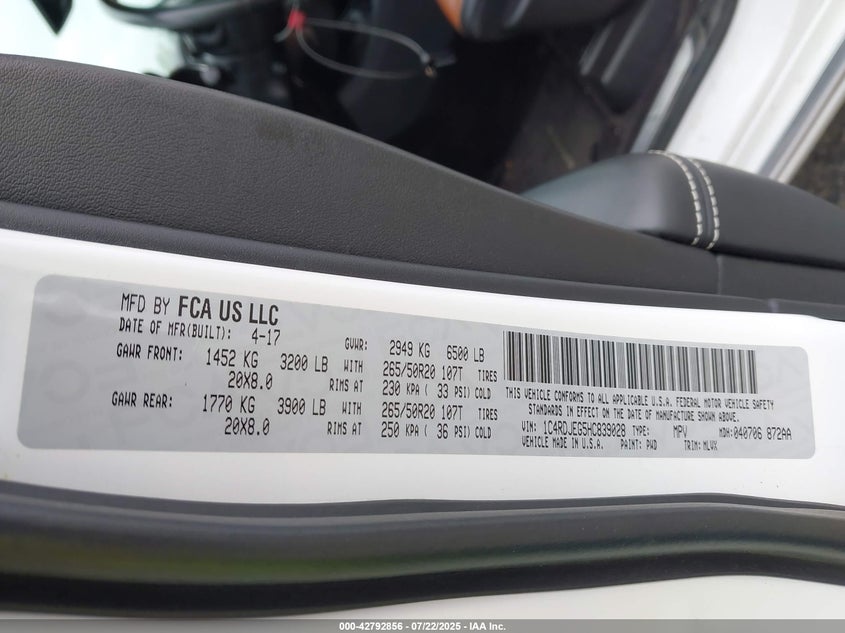 MFD BY FCA US LLC
DATE OF MFR(BUILT): 4-17 GVWR: 2949 KG 6500 LB
GAWR FRONT: 1452 KG 3200 LB WITH 265/50R20 107T TIRES
20X8.0 RIMS AT 230 KPA ( 33 PSI) COLD
GAWR REAR: 1770 KG 3900 LB WITH 265/50R20 107T TIRES
20X8.0 RIMS AT 250 KPA ( 36 PSI) COLD
THIS VEHICLE CONFORMS TO ALL APPLICABLE U.S.A. FEDERAL MOTOR VEHICLE SAFETY
STANDARDS IN EFFECT ON THE DATE OF MANUFACTURE SHOWN ABOVE.
VIN: 1C4RDJEG5HC839028 TYPE: MPV MDH: 040706 872AA
VEHICLE MADE IN U.S.A. PAINT: PWD TRIM: MLVX
000-42792856 - 07/22/2025 - IAA Inc.